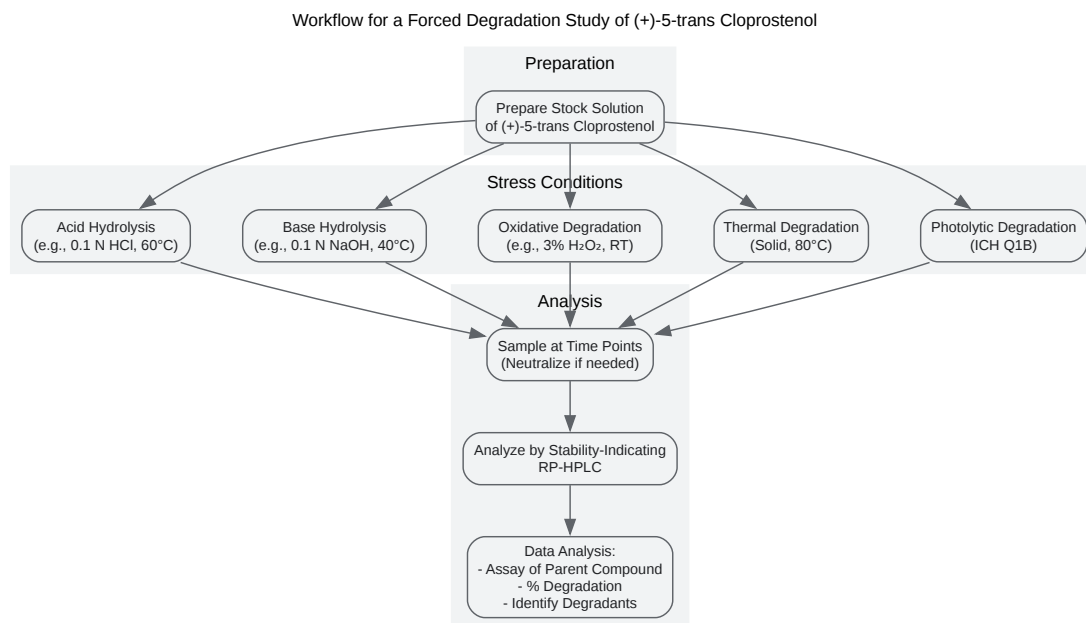 Workflow for a Forced Degradation Study of (+)-5-trans Cloprostenol
Preparation
Prepare Stock Solution
of (+)-5-trans Cloprostenol
Stress Conditions
Acid Hydrolysis
(e.g., 0.1 N HCl, 60°C)
Base Hydrolysis
(e.g., 0.1 N NaOH, 40°C)
Oxidative Degradation
(e.g., 3% H₂O₂, RT)
Thermal Degradation
(Solid, 80°C)
Photolytic Degradation
(ICH Q1B)
Analysis
Sample at Time Points
(Neutralize if needed)
Analyze by Stability-Indicating
RP-HPLC
Data Analysis:
- Assay of Parent Compound
- % Degradation
- Identify Degradants